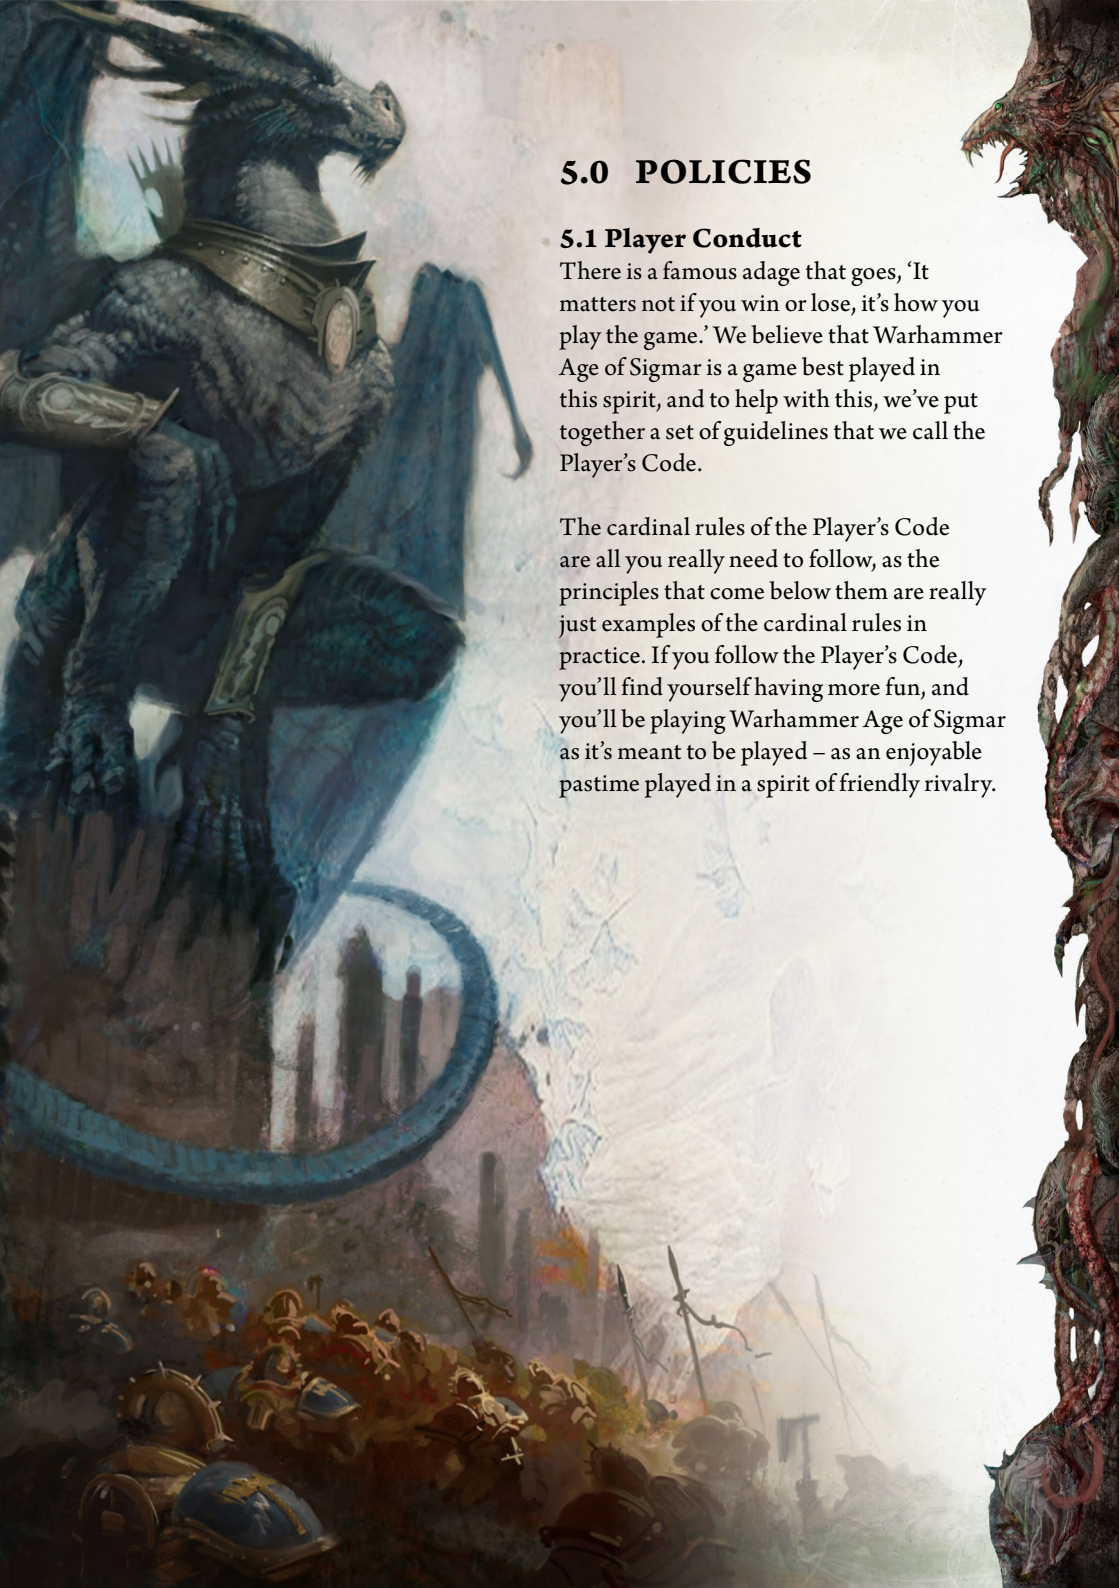 5.0 POLICIES
5.1 Player Conduct
There is a famous adage that goes, ‘It
matters not if you win or lose, it’s how you
play the game.’ We believe that Warhammer
Age of Sigmar is a game best played in
this spirit, and to help with this, we’ve put
together a set of guidelines that we call the
Player’s Code.
The cardinal rules of the Player’s Code
are all you really need to follow, as the
principles that come below them are really
just examples of the cardinal rules in
practice. If you follow the Player’s Code,
you’ll find yourself having more fun, and
you’ll be playing Warhammer Age of Sigmar
as it’s meant to be played – as an enjoyable
pastime played in a spirit of friendly rivalry.